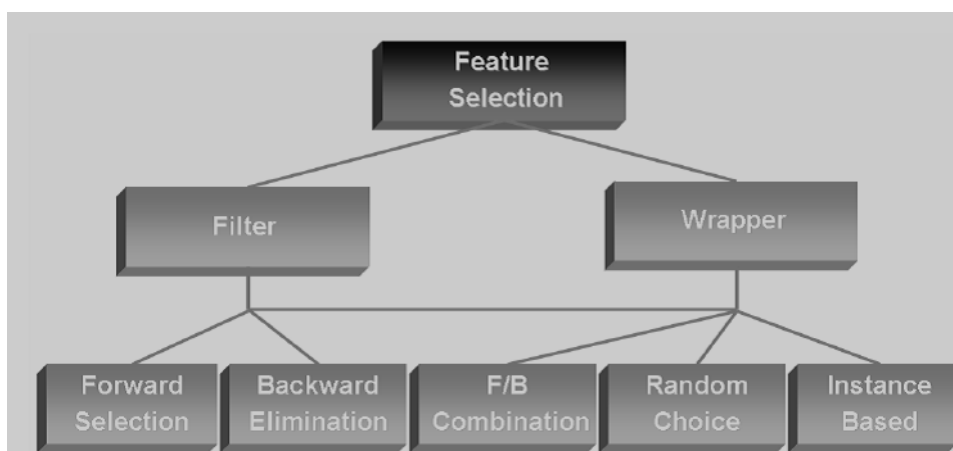 Feature
Selection
Filter
Wrapper
Forward
Selection
Backward
Elimination
F/B
Combination
Random
Choice
Instance
Based